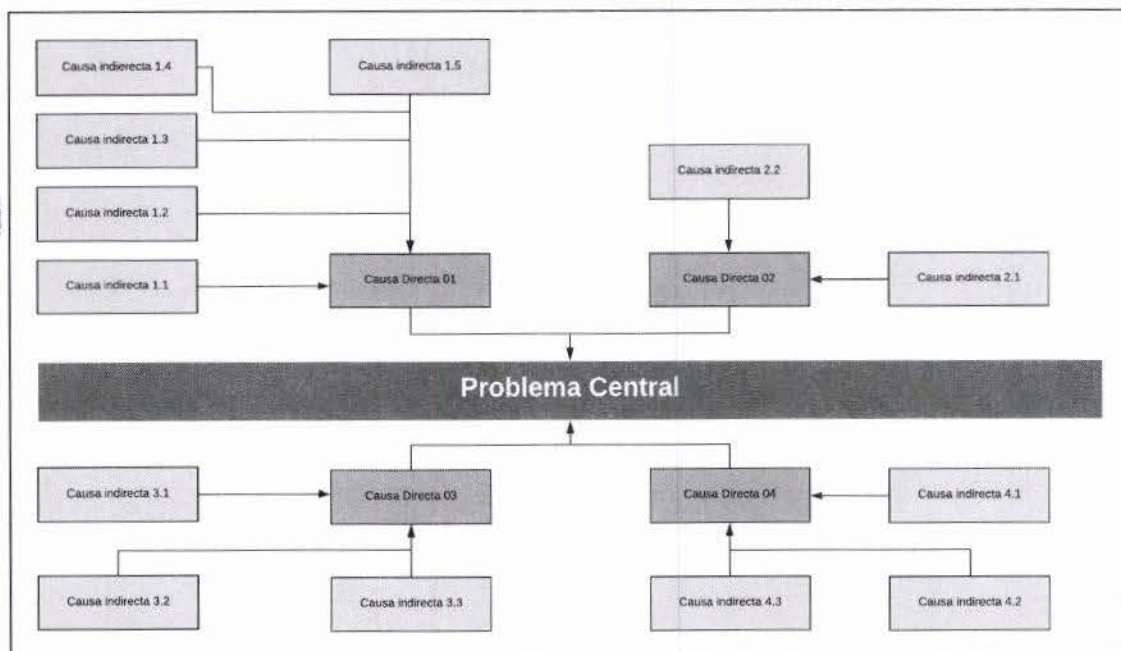 Causa indierecta 1.4
Causa indirecta 1.5
Causa indirecta 1.3
Causa indirecta 2.2
Causa indirecta 1.2
Causa indirecta 1.1
Causa Directa 01
Causa Directa 02
Causa indirecta 2.1
Problema Central
Causa indirecta 3.1
Causa Directa 03
Causa Directa 04
Causa indirecta 4.1
Causa indirecta 3.2
Causa indirecta 3.3
Causa indirecta 4.3
Causa indirecta 4.2